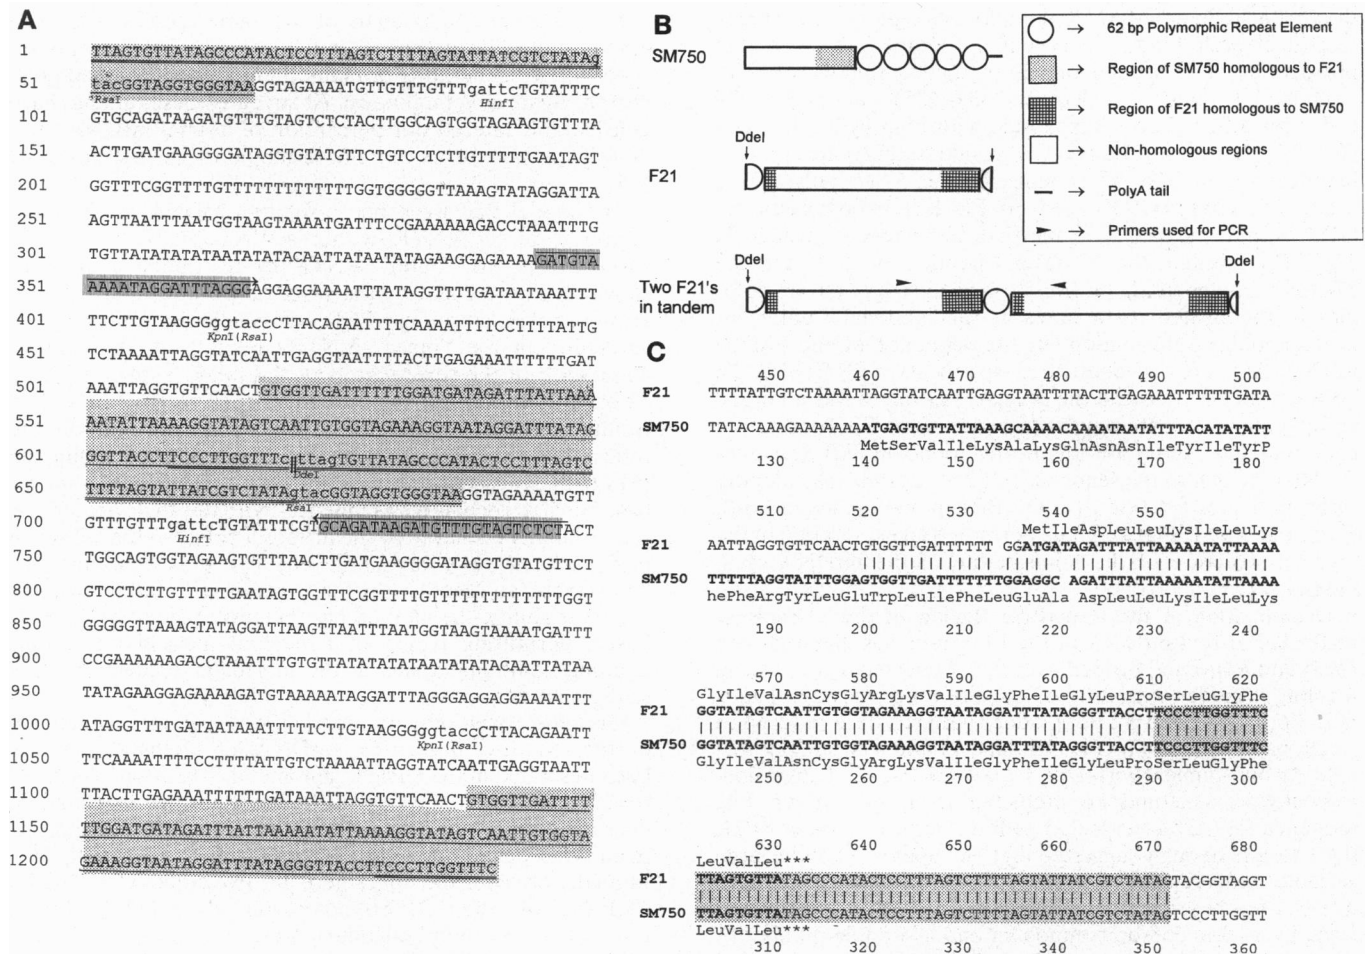 A
1 TTAGTGTTATAGCCCATACTCCTTTAGTCTTTTAGTATTATCGTCTATAg
51 tacGGTAGGTGGGTAAGGTAGAAAATGTTGTTTGTTTgattcTGTATTTC
RsaI HinfI
101 GTGCAGATAAGATGTTTGTAGTCTCTACTTGGCAGTGGTAGAAGTGTTTA
151 ACTTGATGAAGGGGATAGGTGTATGTTCTGTCCTCTTGTTTTTGAATAGT
201 GGTTTCGGTTTTGTTTTTTTTTTTTGGTGGGGGTTAAAGTATAGGATTA
251 AGTTAATTTAATGGTAAGTAAAATGATTTCCGAAAAAAGACCTAAATTTG
301 TGTTATATATATAATATATACAATTATAATATAGAAGGAGAAAAGATGTA
351 AAAATAGGATTTAGGGAGGAGGAAAATTTATAGGTTTTGATAATAAATTT
401 TTCTTGTAAGGGggtaccCTTACAGAATTTTCAAAATTTTCCTTTTATTG
KpnI(RsaI)
451 TCTAAAATTAGGTATCAATTGAGGTAATTTTACTTGAGAAATTTTTTGAT
501 AAATTAGGTGTTCAACTGTGGTTGATTTTTTGGATGATAGATTTATTAAA
551 AATATTAAAAGGTATAGTCAATTGTGGTAGAAAGGTAATAGGATTTATAG
601 GGTTACCTTCCCTTGGTTTCcttagTGTTATAGCCCATACTCCTTTAGTC
DdeI
650 TTTTAGTATTATCGTCTATAgtacGGTAGGTGGGTAAGGTAGAAAATGTT
RsaI
700 GTTTGTTTgattcTGTATTTCGTGCAGATAAGATGTTTGTAGTCTCTACT
HinfI
750 TGGCAGTGGTAGAAGTGTTTAACTTGATGAAGGGGATAGGTGTATGTTCT
800 GTCCTCTTGTTTTTGAATAGTGGTTTCGGTTTTGTTTTTTTTTTTTTGGT
850 GGGGGTTAAAGTATAGGATTAAGTTAATTTAATGGTAAGTAAAATGATTT
900 CCGAAAAAAGACCTAAATTTGTGTTATATATATAATATATACAATTATAA
950 TATAGAAGGAGAAAAGATGTAAAAATAGGATTTAGGGAGGAGGAAAATTT
1000 ATAGGTTTTGATAATAAATTTTTCTTGTAAGGGggtaccCTTACAGAATT
KpnI(RsaI)
1050 TTCAAAATTTTCCTTTTATTGTCTAAAATTAGGTATCAATTGAGGTAATT
1100 TTACTTGAGAAATTTTTTGATAAATTAGGTGTTCAACTGTGGTTGATTTT
1150 TTGGATGATAGATTTATTAAAAATATTAAAAGGTATAGTCAATTGTGGTA
1200 GAAAGGTAATAGGATTTATAGGGTTACCTTCCCTTGGTTTC
B
SM750
DdeI
F21
DdeI DdeI
Two F21's
in tandem
→ 62 bp Polymorphic Repeat Element
→ Region of SM750 homologous to F21
→ Region of F21 homologous to SM750
→ Non-homologous regions
→ PolyA tail
→ Primers used for PCR
C
450 460 472 480 490 500
F21 TTTTATTGTCTAAAATTAGGTATCAATTGAGGTAATTTTACTTGAGAAATTTTTTGATA
SM750 TATACAAAGAAAAAAAATGAGTGTTATTAAAGCAAAACAAAATAATATTTACATATATT
MetSerValIleLysAlaLysGlnAsnAsnIleTyrIleTyrP
130 140 150 160 170 180
510 520 530 540 550
MetIleAspLeuLeuLysIleLeuLys
F21 AATTAGGTGTTCAACTGTGGTTGATTTTTT GGATGATAGATTTATTAAAAATATTAAAA
SM750 TTTTTAGGTATTTGGAGTGGTTGATTTTTTTGGAGGC AGATTTATTAAAAATATTAAAA
hePheArgTyrLeuGluTrpLeuIlePheLeuGluAla AspLeuLeuLysIleLeuLys
190 200 210 220 230 240
570 580 590 600 610 620
GlyIleValAsnCysGlyArgLysValIleGlyPheIleGlyLeuProSerLeuGlyPhe
F21 GGTATAGTCAATTGTGGTAGAAAGGTAATAGGATTTATAGGGTTACCTTCCCTTGGTTTC
SM750 GGTATAGTCAATTGTGGTAGAAAGGTAATAGGATTTATAGGGTTACCTTCCCTTGGTTTC
GlyIleValAsnCysGlyArgLysValIleGlyPheIleGlyLeuProSerLeuGlyPhe
250 260 270 280 290 300
630 640 650 660 670 680
LeuValLeu***
F21 TTAGTGTTATAGCCCATACTCCTTTAGTCTTTTAGTATTATCGTCTATAGTACGGTAGGT
SM750 TTAGTGTTATAGCCCATACTCCTTTAGTCTTTTAGTATTATCGTCTATAGTCCCTTGGTT
LeuValLeu***
310 320 330 340 350 360